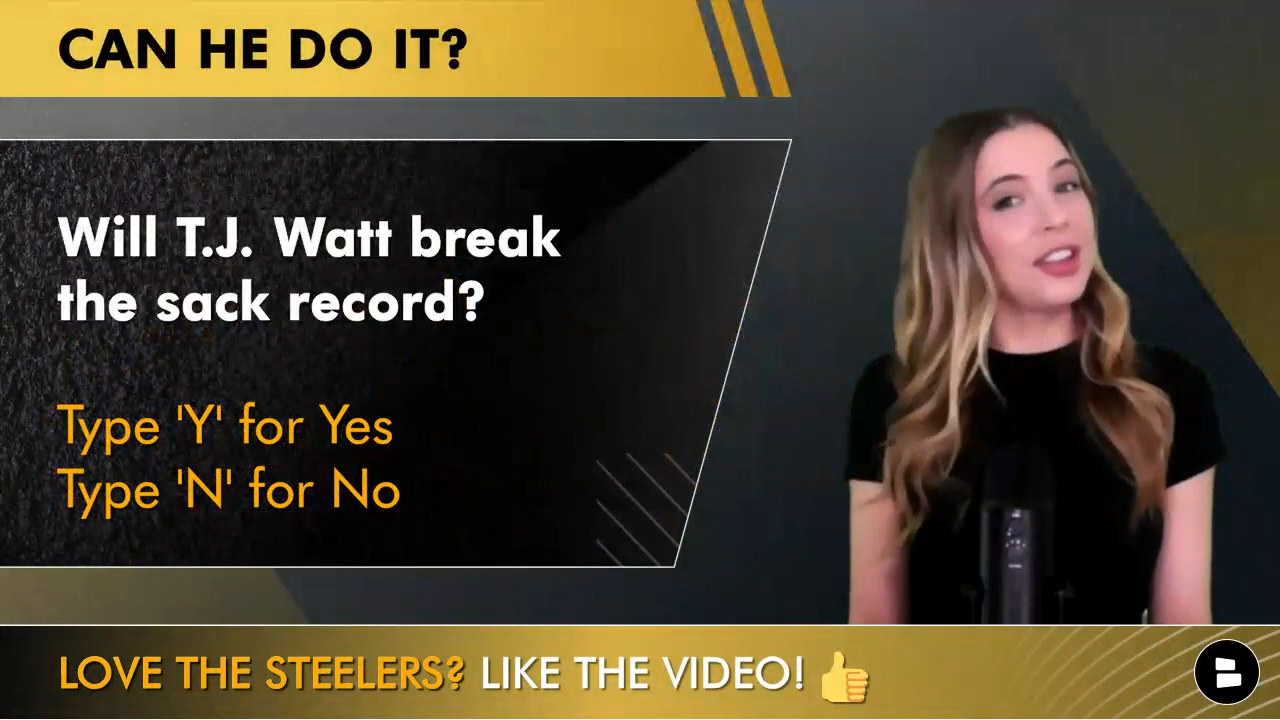 CAN HE DO IT?
Will T.J. Watt break
the sack record?
Type 'Y' for Yes
Type 'N' for No
LOVE THE STEELERS? LIKE THE VIDEO!